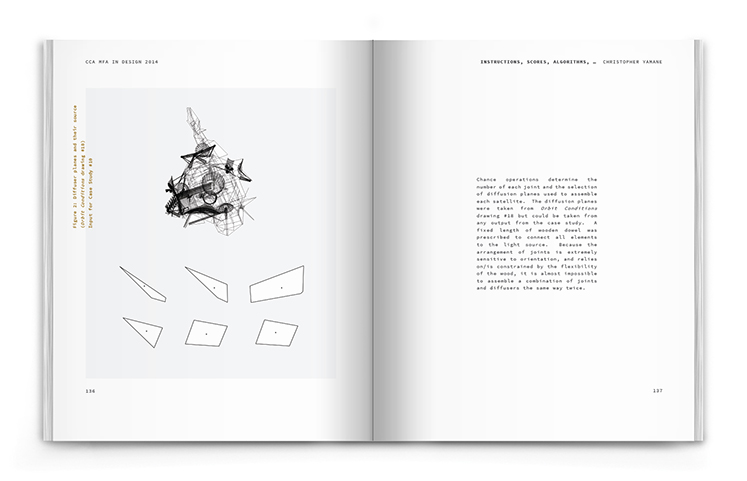 CCA MFA IN DESIGN 2014
Figure 2: Diffuser planes and their source
(Orbit Conditions drawing #18)
Input for Case Study #10
136
INSTRUCTIONS, SCORES, ALGORITHMS, … CHRISTOPHER YAMANE
Chance operations determine the
number of each joint and the selection
of diffusion planes used to assemble
each satellite. The diffusion planes
were taken from Orbit Conditions
drawing #18 but could be taken from
any output from the case study. A
fixed length of wooden dowel was
prescribed to connect all elements
to the light source. Because the
arrangement of joints is extremely
sensitive to orientation, and relies
on/is constrained by the flexibility
of the wood, it is almost impossible
to assemble a combination of joints
and diffusers the same way twice.
137